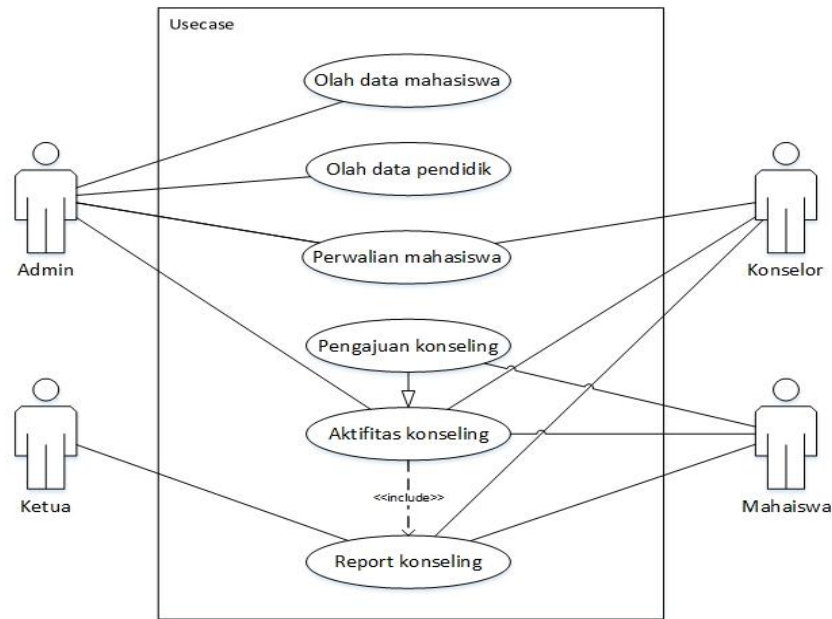 Usecase
Olah data mahasiswa
Olah data pendidik
Perwalian mahasiswa
Admin
Konselor
Pengajuan konseling
Aktifitas konseling
<<include>>
Ketua
Mahaiswa
Report konseling